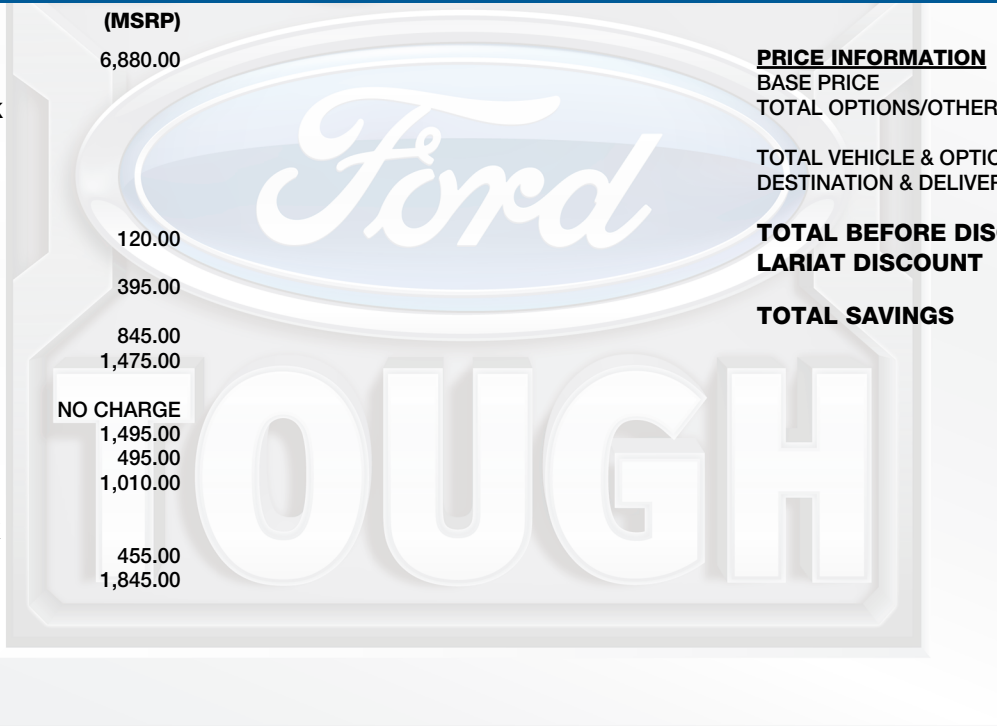 (MSRP)
6,880.00
120.00
395.00
845.00
1,475.00
NO CHARGE
1,495.00
495.00
1,010.00
455.00
1,845.00
PRICE INFORMATION
BASE PRICE
TOTAL OPTIONS/OTHER
TOTAL VEHICLE & OPTIO
DESTINATION & DELIVER
TOTAL BEFORE DISC
LARIAT DISCOUNT
TOTAL SAVINGS
Ford
TOUGH